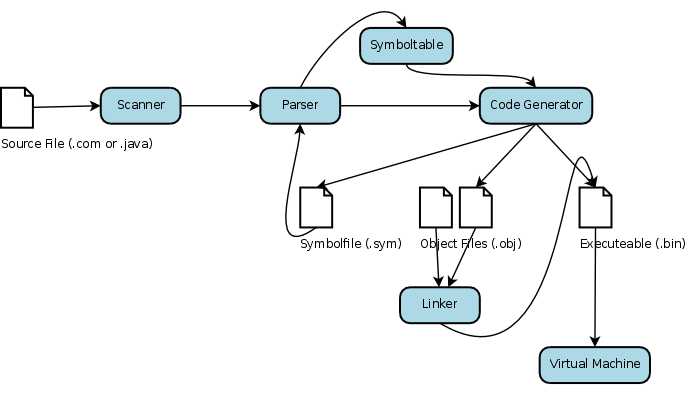 Symboltable
Scanner
Parser
Code Generator
Source File (.com or .java)
Symbolfile (.sym)
Object Files (.obj)
Executeable (.bin)
Linker
Virtual Machine